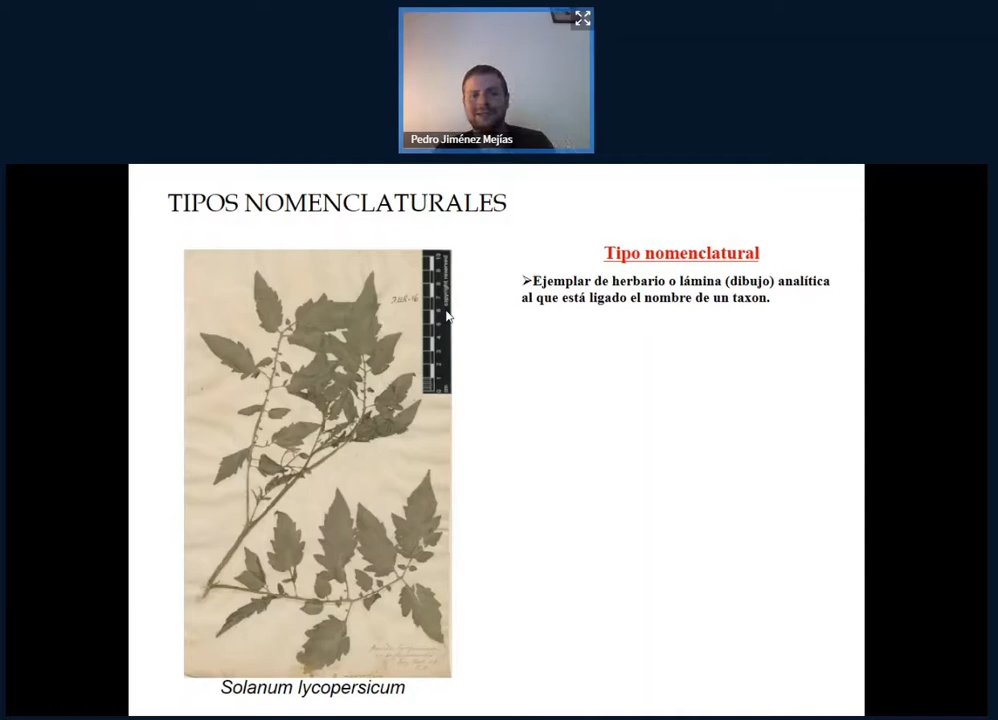 Pedro Jiménez Mejías
TIPOS NOMENCLATURALES
Tipo nomenclatural
➢Ejemplar de herbario o lámina (dibujo) analítica
al que está ligado el nombre de un taxon.
Solanum lycopersicum